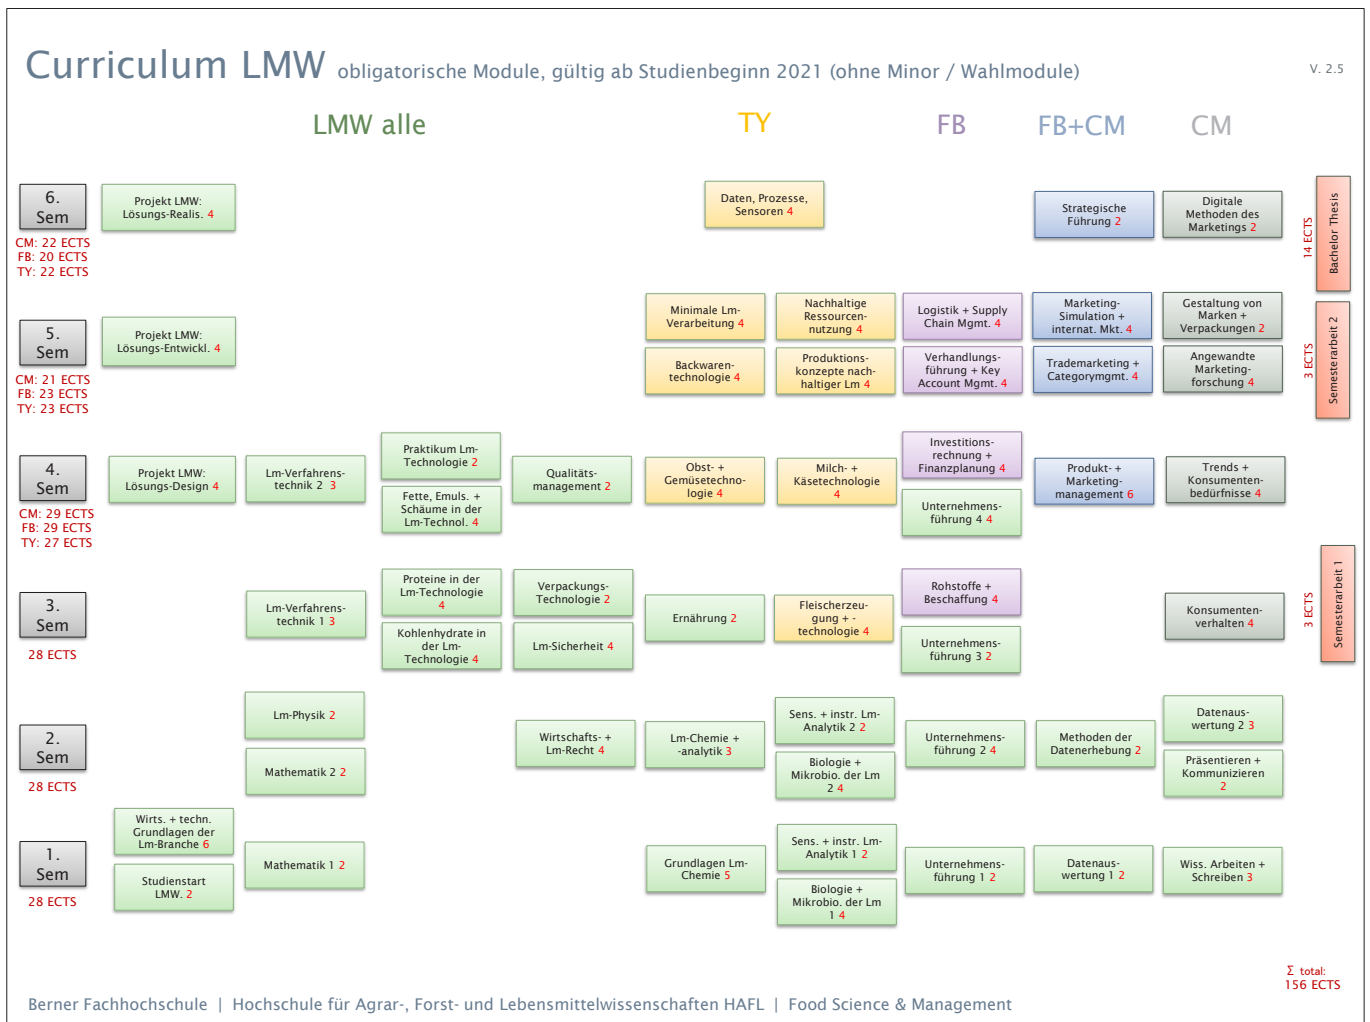 Curriculum LMW obligatorische Module, gültig ab Studienbeginn 2021 (ohne Minor / Wahlmodule)
V. 2.5
LMW alle
TY
FB
FB+CM
CM
6.
Sem
CM: 22 ECTS
FB: 20 ECTS
TY: 22 ECTS
Projekt LMW:
Lösungs-Realis. 4
Daten, Prozesse,
Sensoren 4
Strategische
Führung 2
Digitale
Methoden des
Marketings 2
14 ECTS
Bachelor Thesis
5.
Sem
CM: 21 ECTS
FB: 23 ECTS
TY: 23 ECTS
Projekt LMW:
Lösungs-Entwickl. 4
Minimale Lm-
Verarbeitung 4
Nachhaltige
Ressourcen-
nutzung 4
Logistik + Supply
Chain Mgmt. 4
Marketing-
Simulation +
internat. Mkt. 4
Gestaltung von
Marken +
Verpackungen 2
Backwaren-
technologie 4
Produktions-
konzepte nach-
haltiger Lm 4
Verhandlungs-
führung + Key
Account Mgmt. 4
Trademarketing +
Categorymgmt. 4
Angewandte
Marketing-
forschung 4
3 ECTS
Semesterarbeit 2
4.
Sem
CM: 29 ECTS
FB: 29 ECTS
TY: 27 ECTS
Projekt LMW:
Lösungs-Design 4
Lm-Verfahrens-
technik 2 3
Praktikum Lm-
Technologie 2
Fette, Emuls. +
Schäume in der
Lm-Technol. 4
Qualitäts-
management 2
Obst- +
Gemüsetechno-
logie 4
Milch- +
Käsetechnologie
4
Investitions-
rechnung +
Finanzplanung 4
Unternehmens-
führung 4 4
Produkt- +
Marketing-
management 6
Trends +
Konsumenten-
bedürfnisse 4
3.
Sem
28 ECTS
Lm-Verfahrens-
technik 1 3
Proteine in der
Lm-Technologie
4
Kohlenhydrate in
der Lm-
Technologie 4
Verpackungs-
Technologie 2
Lm-Sicherheit 4
Ernährung 2
Fleischerzeu-
gung + -
technologie 4
Rohstoffe +
Beschaffung 4
Unternehmens-
führung 3 2
Konsumenten-
verhalten 4
3 ECTS
Semesterarbeit 1
2.
Sem
28 ECTS
Lm-Physik 2
Mathematik 2 2
Wirtschafts- +
Lm-Recht 4
Lm-Chemie +
-analytik 3
Sens. + instr. Lm-
Analytik 2 2
Biologie +
Mikrobio. der Lm
2 4
Unternehmens-
führung 2 4
Methoden der
Datenerhebung 2
Datenaus-
wertung 2 3
Präsentieren +
Kommunizieren
2
1.
Sem
28 ECTS
Wirts. + techn.
Grundlagen der
Lm-Branche 6
Studienstart
LMW. 2
Mathematik 1 2
Grundlagen Lm-
Chemie 5
Sens. + instr. Lm-
Analytik 1 2
Biologie +
Mikrobio. der Lm
1 4
Unternehmens-
führung 1 2
Datenaus-
wertung 1 2
Wiss. Arbeiten +
Schreiben 3
Σ total:
156 ECTS
Berner Fachhochschule | Hochschule für Agrar-, Forst- und Lebensmittelwissenschaften HAFL | Food Science & Management